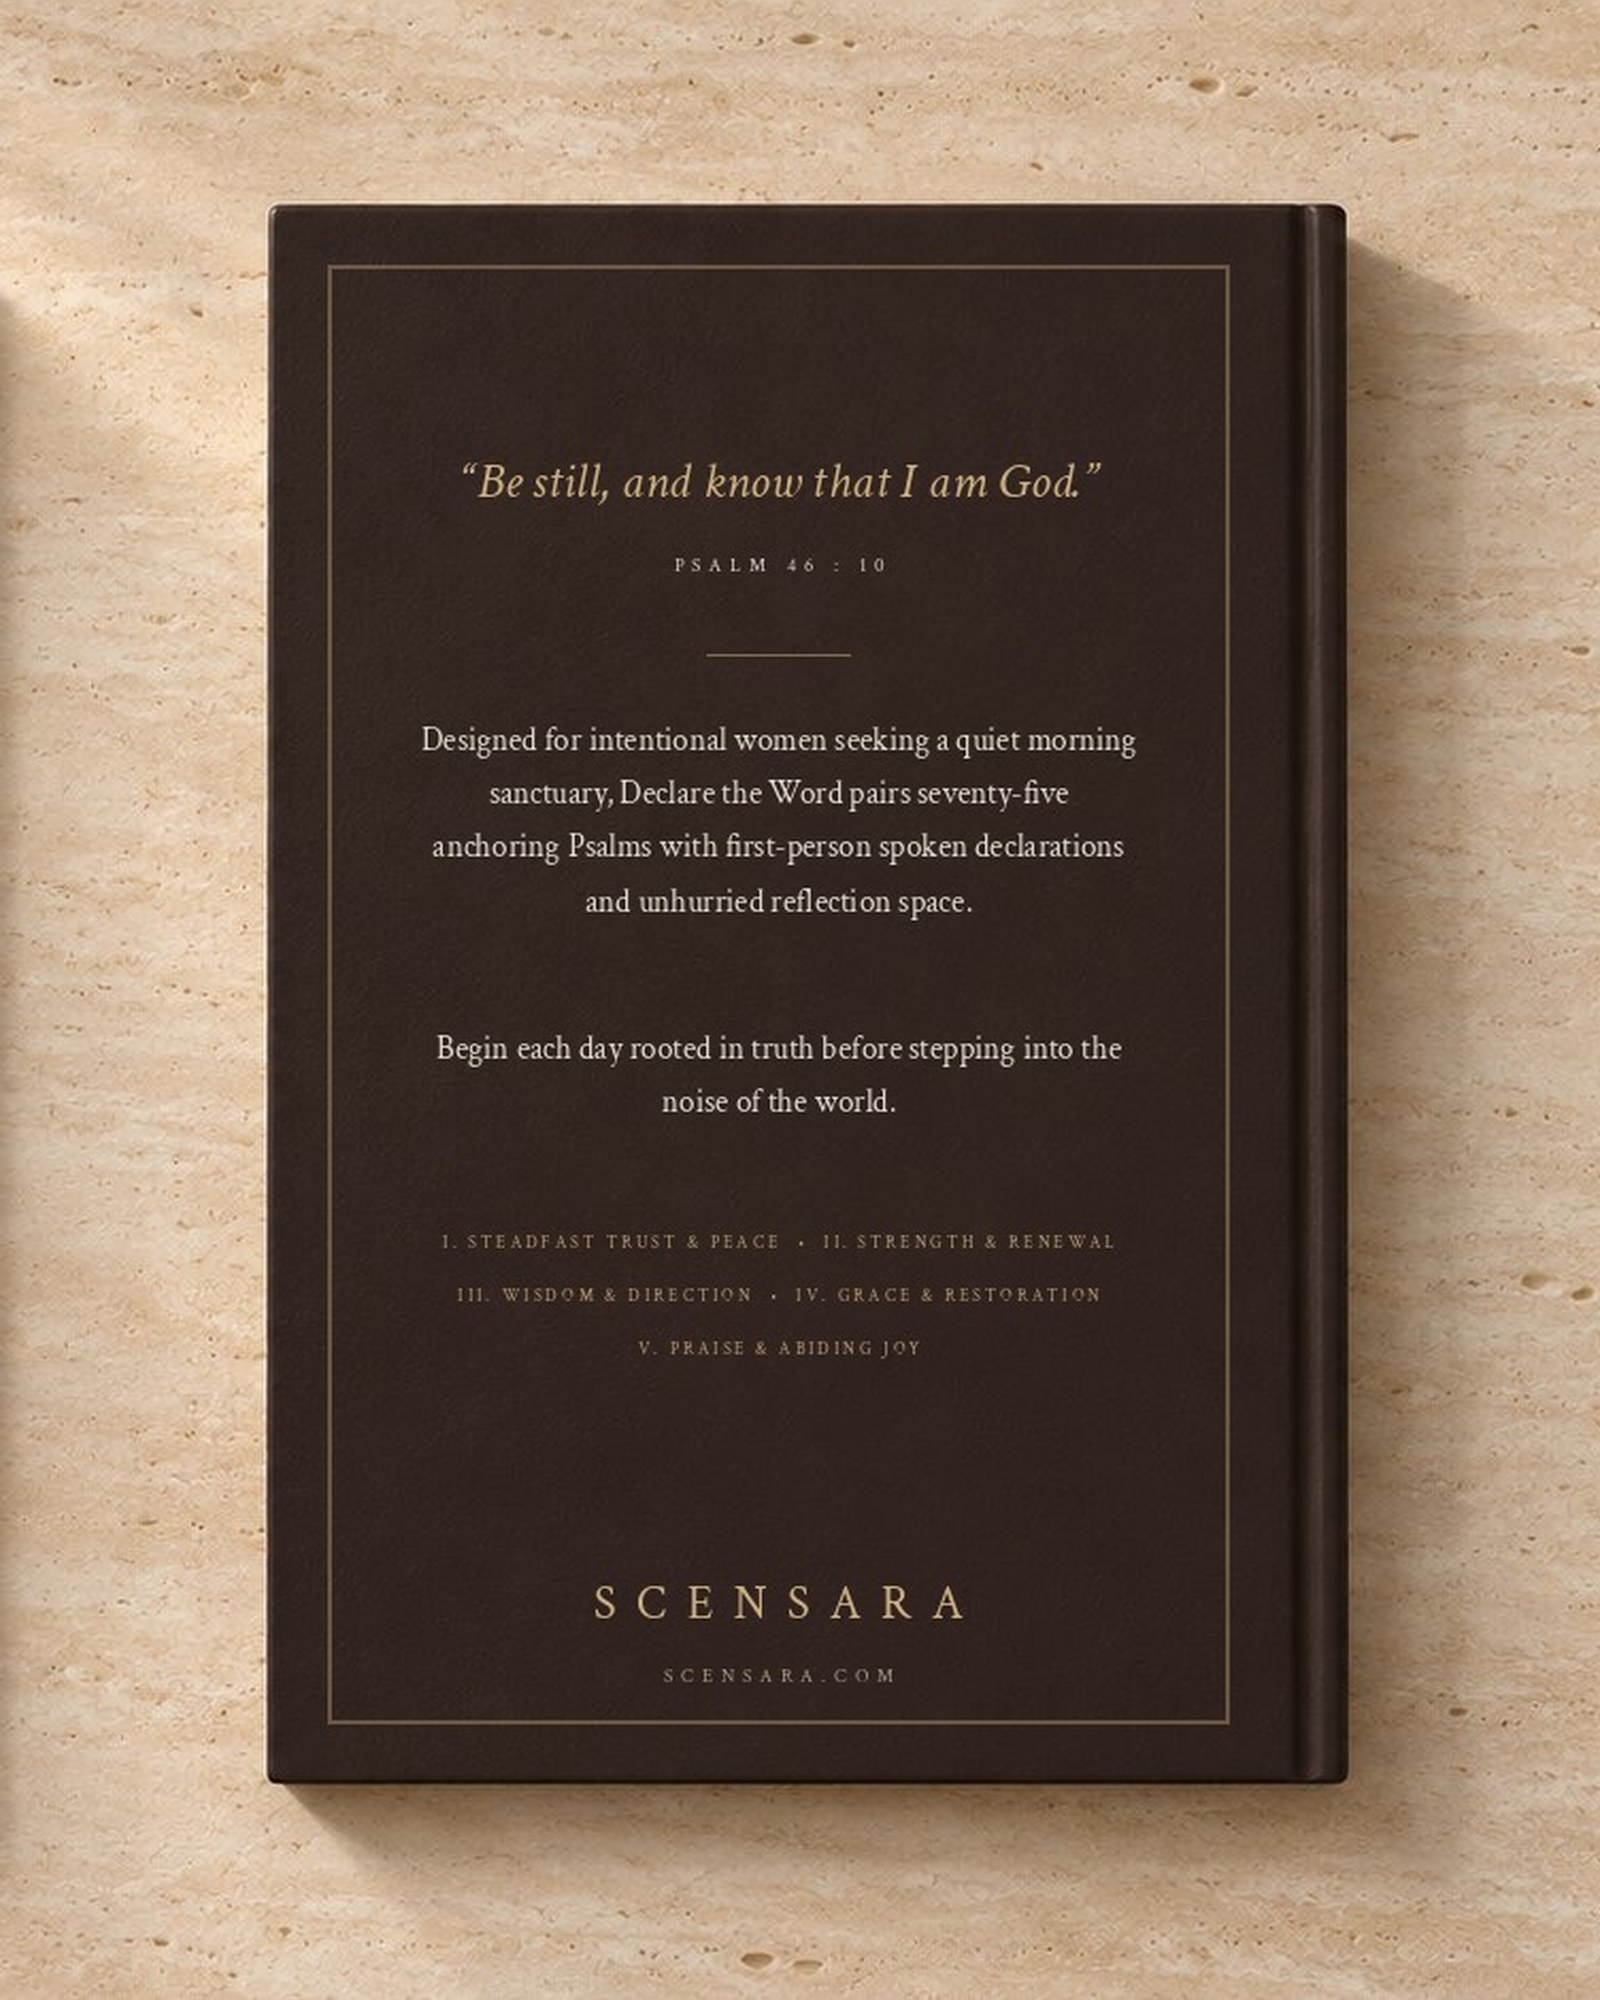 “Be still, and know that I am God.”
PSALM 46 : 10
Designed for intentional women seeking a quiet morning
sanctuary, Declare the Word pairs seventy-five
anchoring Psalms with first-person spoken declarations
and unhurried reflection space.
Begin each day rooted in truth before stepping into the
noise of the world.
I. STEADFAST TRUST & PEACE • II. STRENGTH & RENEWAL
III. WISDOM & DIRECTION • IV. GRACE & RESTORATION
V. PRAISE & ABIDING JOY
SCENSARA
SCENSARA.COM